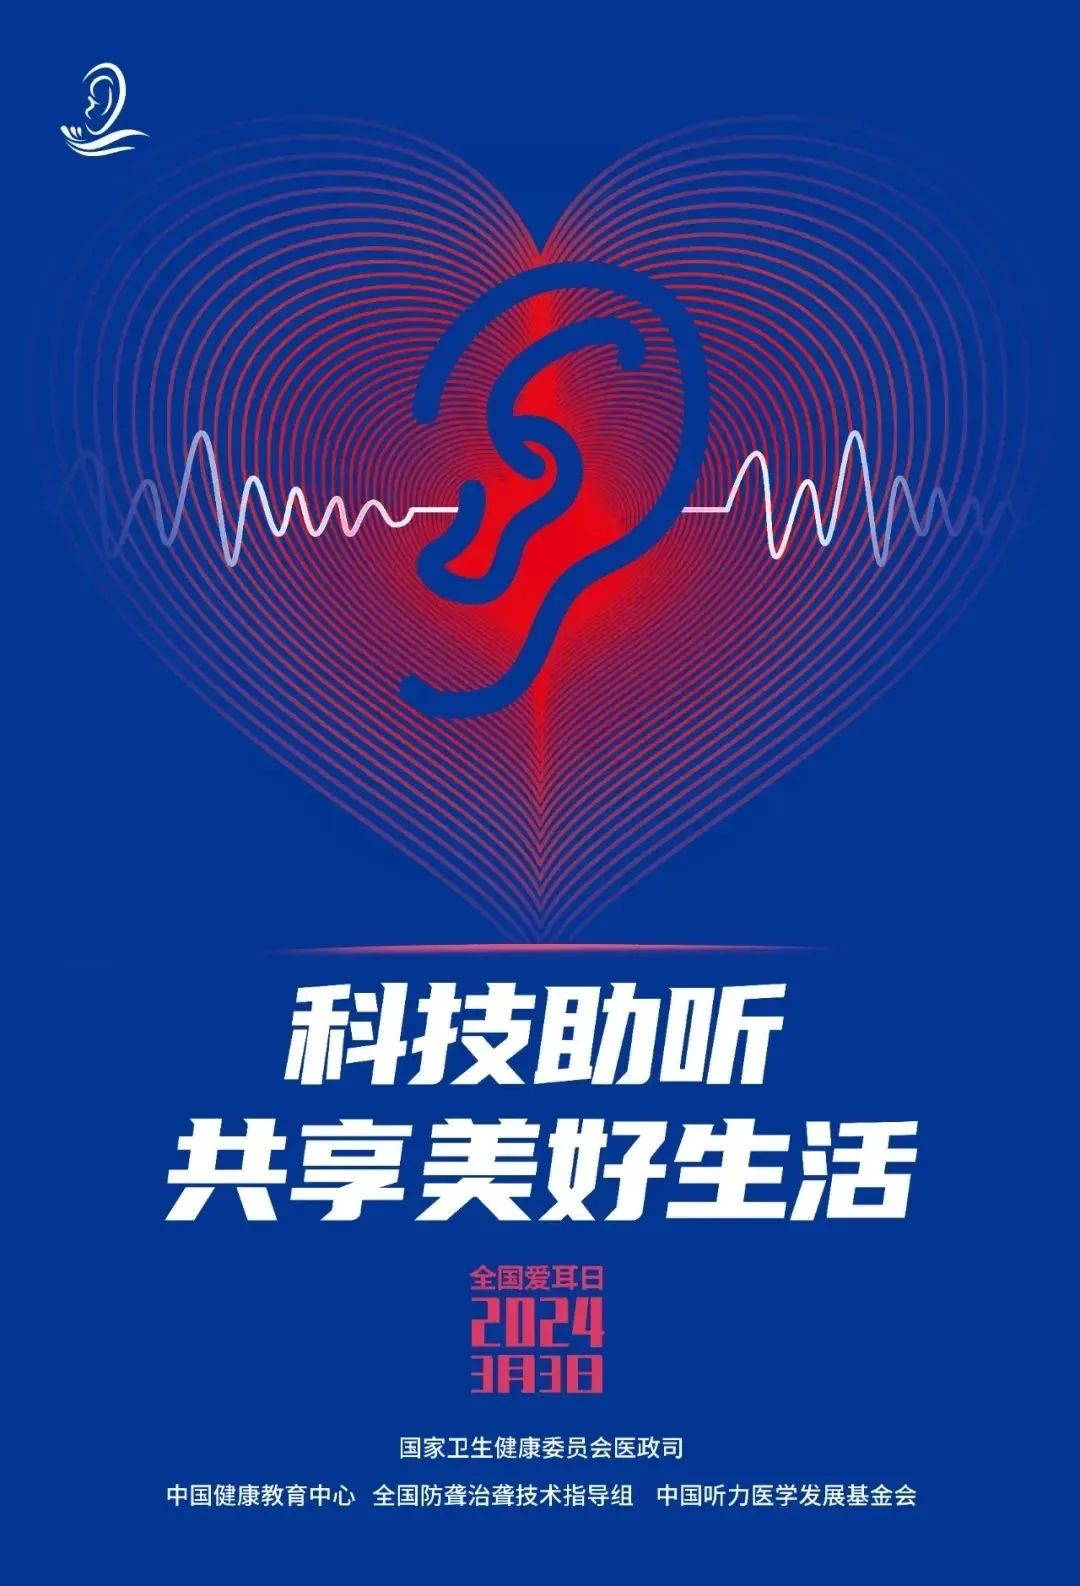 科技助听
共享美好生活
全国爱耳日
2024
3月3日
国家卫生健康委员会医政司
中国健康教育中心 全国防聋治聋技术指导组 中国听力医学发展基金会